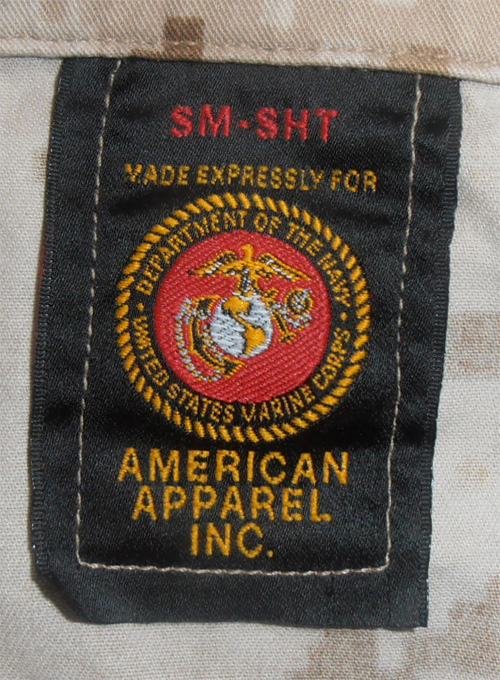 SM-SHT
MADE EXPRESSLY FOR
DEPARTMENT OF THE NAVY
UNITED STATES MARINE CORPS
AMERICAN
APPAREL
INC.